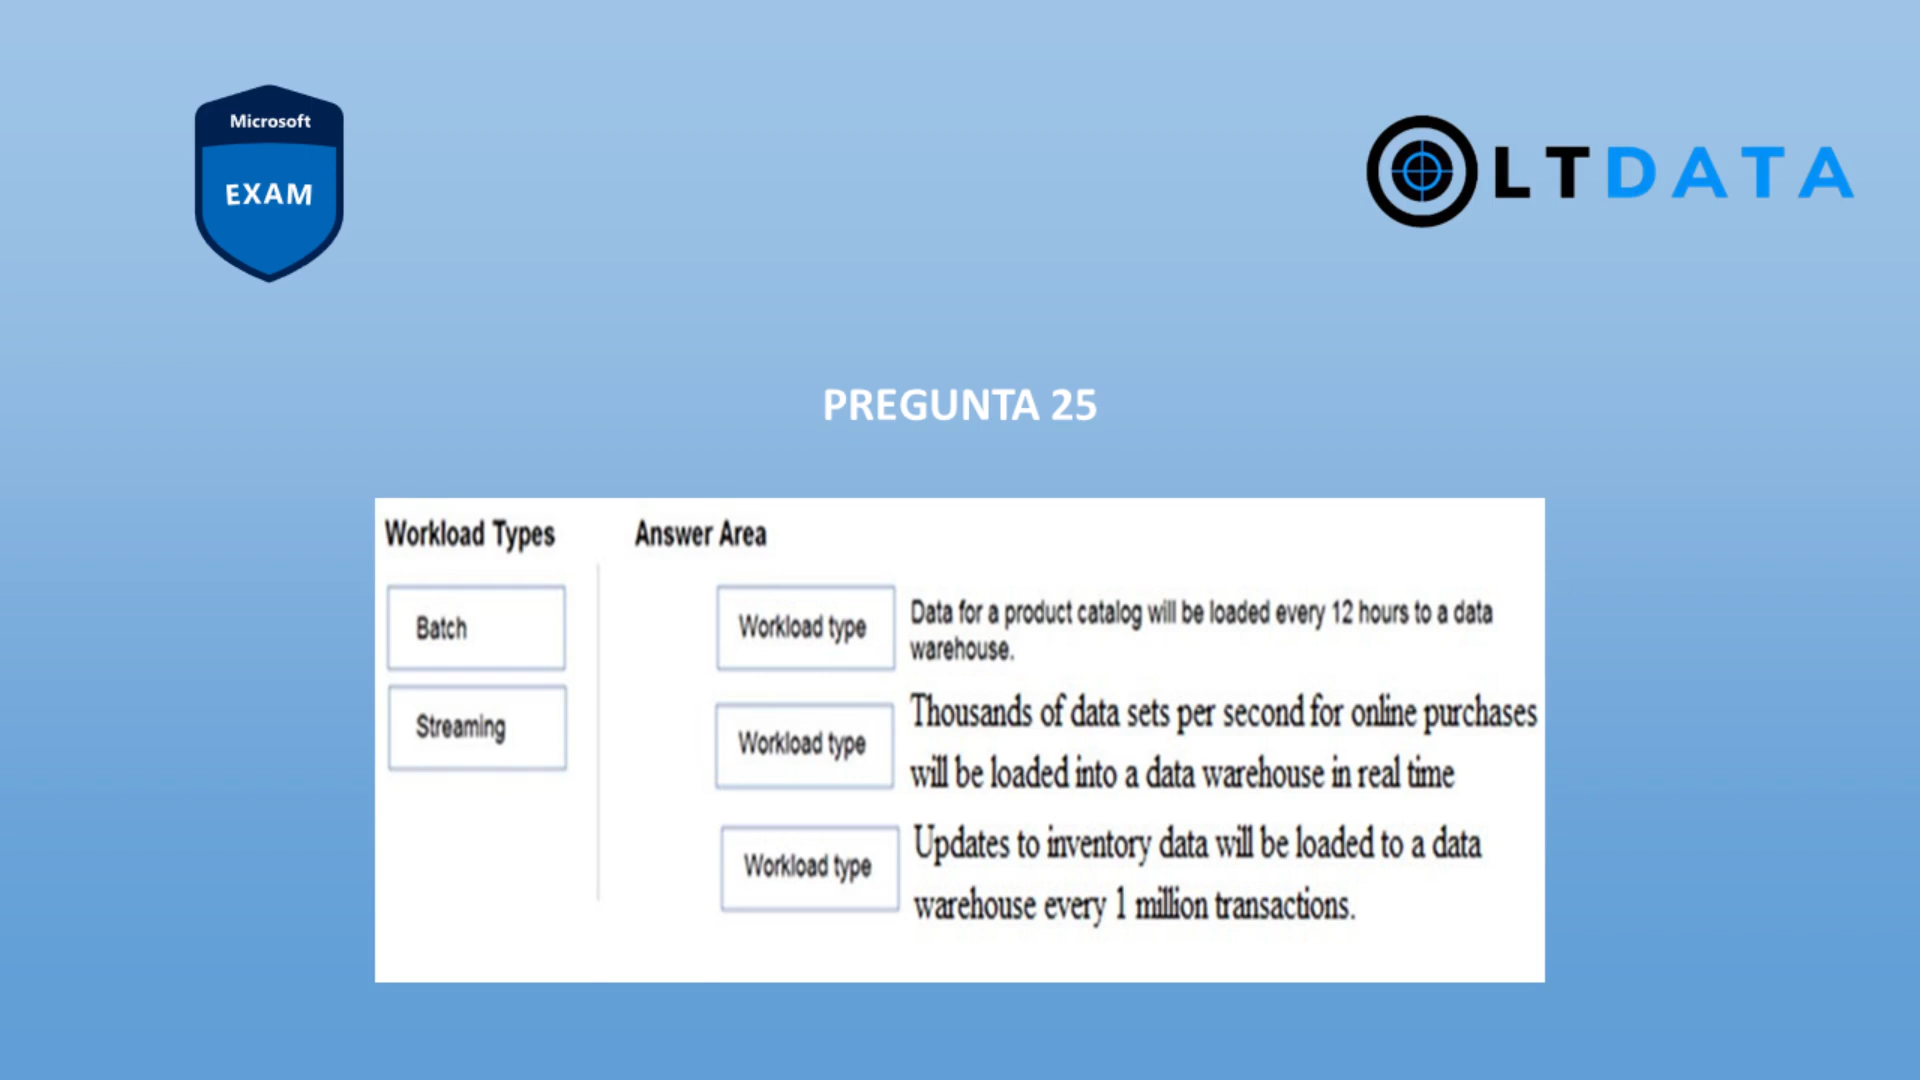 Microsoft
EXAM
LTDATA
PREGUNTA 25
Workload Types
Answer Area
Batch
Streaming
Workload type
Data for a product catalog will be loaded every 12 hours to a data
warehouse.
Workload type
Thousands of data sets per second for online purchases
will be loaded into a data warehouse in real time
Workload type
Updates to inventory data will be loaded to a data
warehouse every 1 million transactions.